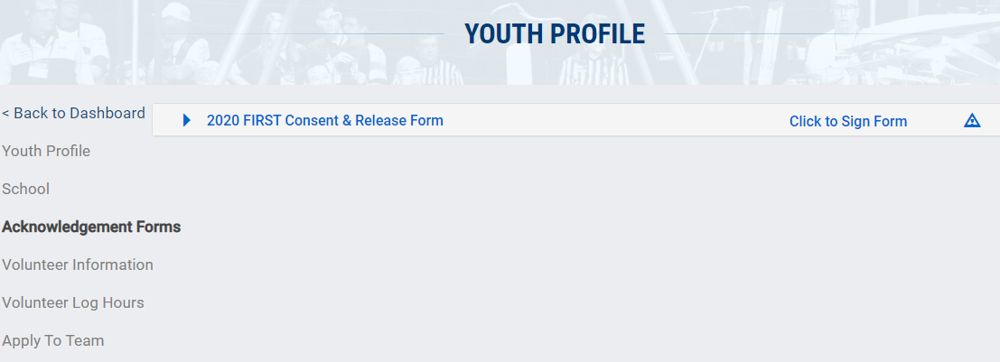 YOUTH PROFILE
< Back to Dashboard
2020 FIRST Consent & Release Form
Click to Sign Form
Youth Profile
School
Acknowledgement Forms
Volunteer Information
Volunteer Log Hours
Apply To Team